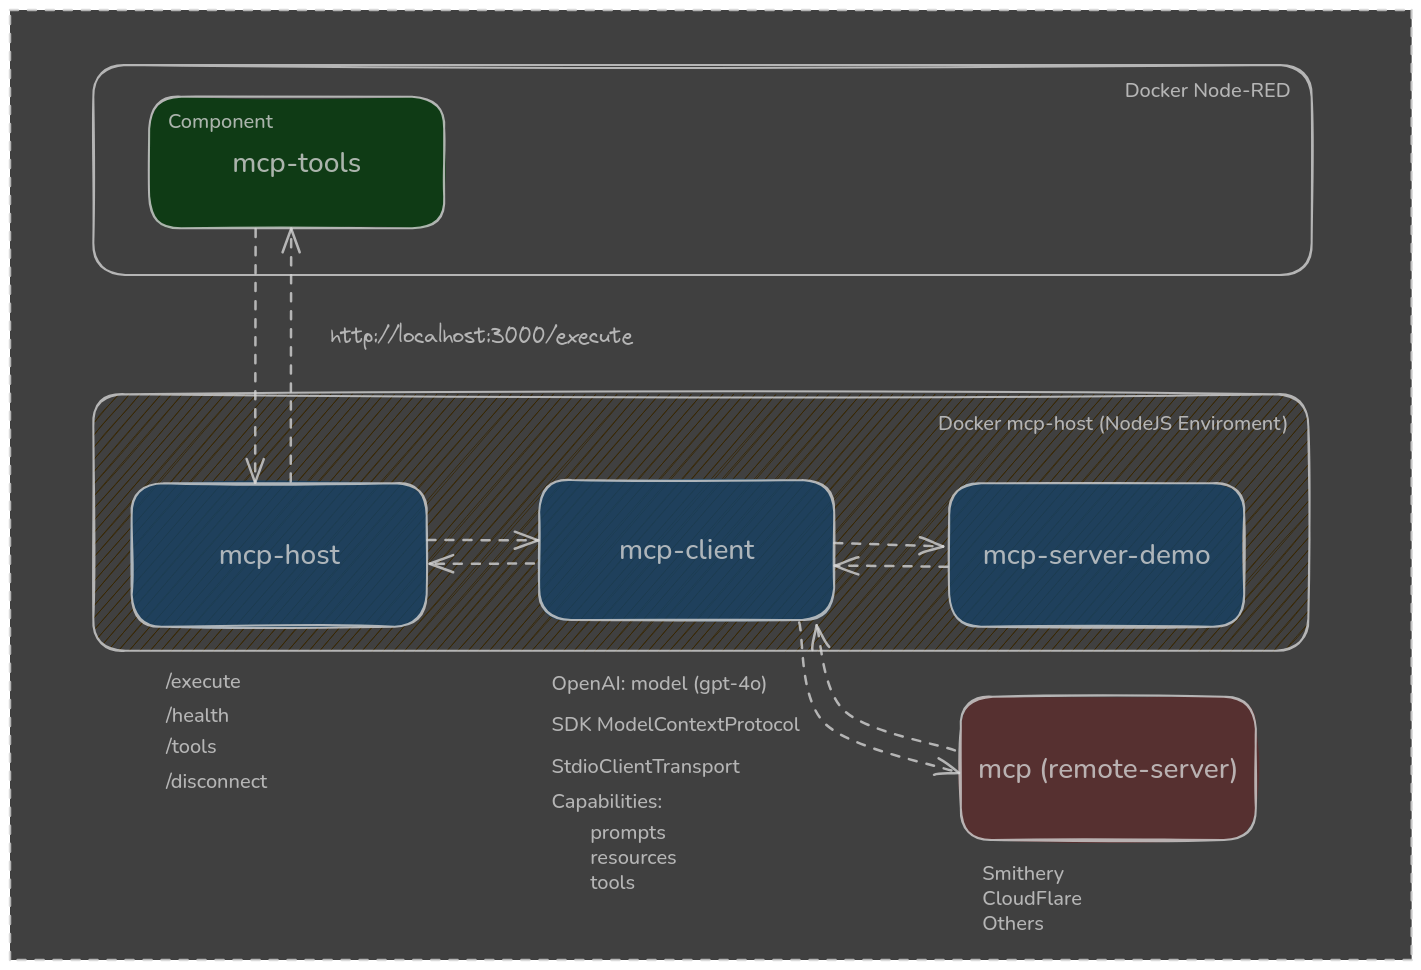 Docker Node-RED
Component
mcp-tools
http://localhost:3000/execute
Docker mcp-host (NodeJS Enviroment)
mcp-host
mcp-client
mcp-server-demo
/execute
/health
/tools
/disconnect
OpenAI: model (gpt-4o)
SDK ModelContextProtocol
StdioClientTransport
Capabilities:
prompts
resources
tools
mcp (remote-server)
Smithery
CloudFlare
Others